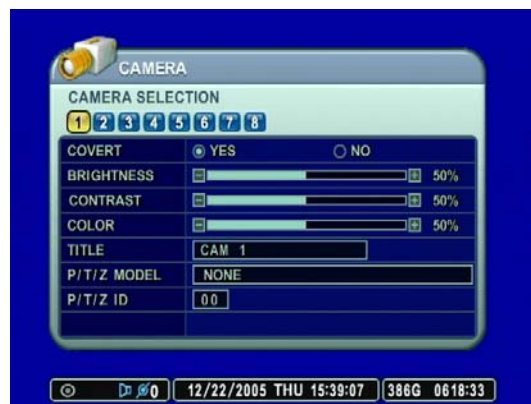 CAMERA
CAMERA SELECTION
1 2 3 4 5 6 7 8
COVERT YES NO
BRIGHTNESS 50%
CONTRAST 50%
COLOR 50%
TITLE CAM 1
P/T/Z MODEL NONE
P/T/Z ID 00
0 12/22/2005 THU 15:39:07 386G 0618:33